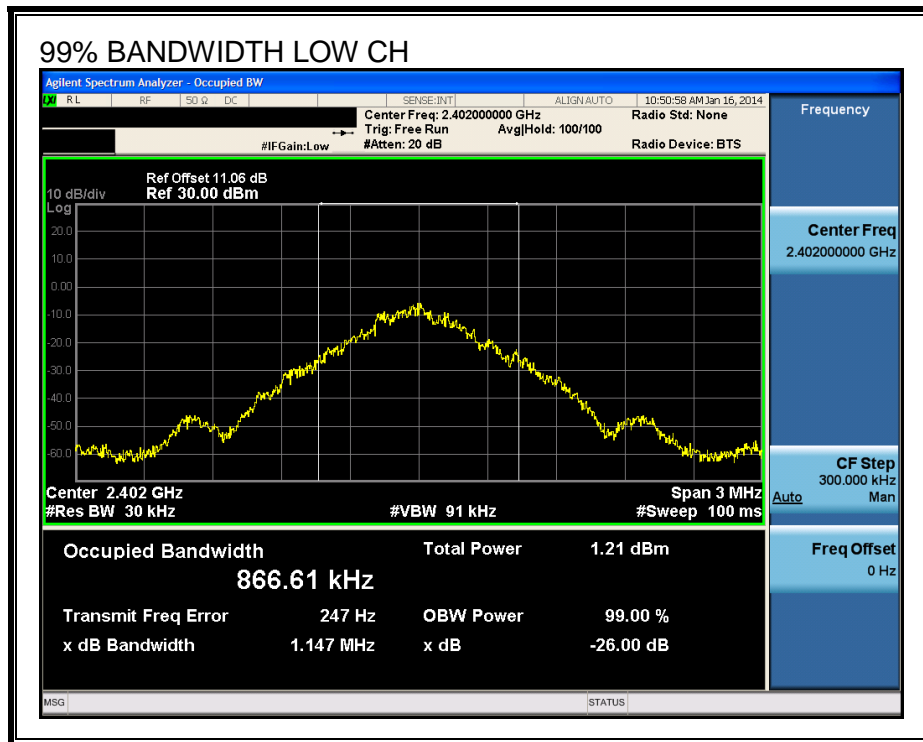 99% BANDWIDTH LOW CH
Agilent Spectrum Analyzer - Occupied BW
LXI RL RF 50 Ω DC SENSE:INT ALIGN AUTO 10:50:58 AM Jan 16, 2014
Center Freq: 2.402000000 GHz Radio Std: None
Trig: Free Run Avg|Hold: 100/100
#IFGain:Low #Atten: 20 dB Radio Device: BTS
Frequency
Ref Offset 11.06 dB
10 dB/div Ref 30.00 dBm
Log
20.0
10.0
0.00
-10.0
-20.0
-30.0
-40.0
-50.0
-60.0
Center 2.402 GHz Span 3 MHz
#Res BW 30 kHz #VBW 91 kHz #Sweep 100 ms
Center Freq
2.402000000 GHz
CF Step
300.000 kHz
Auto Man
Freq Offset
0 Hz
Occupied Bandwidth Total Power 1.21 dBm
866.61 kHz
Transmit Freq Error 247 Hz OBW Power 99.00 %
x dB Bandwidth 1.147 MHz x dB -26.00 dB
MSG STATUS